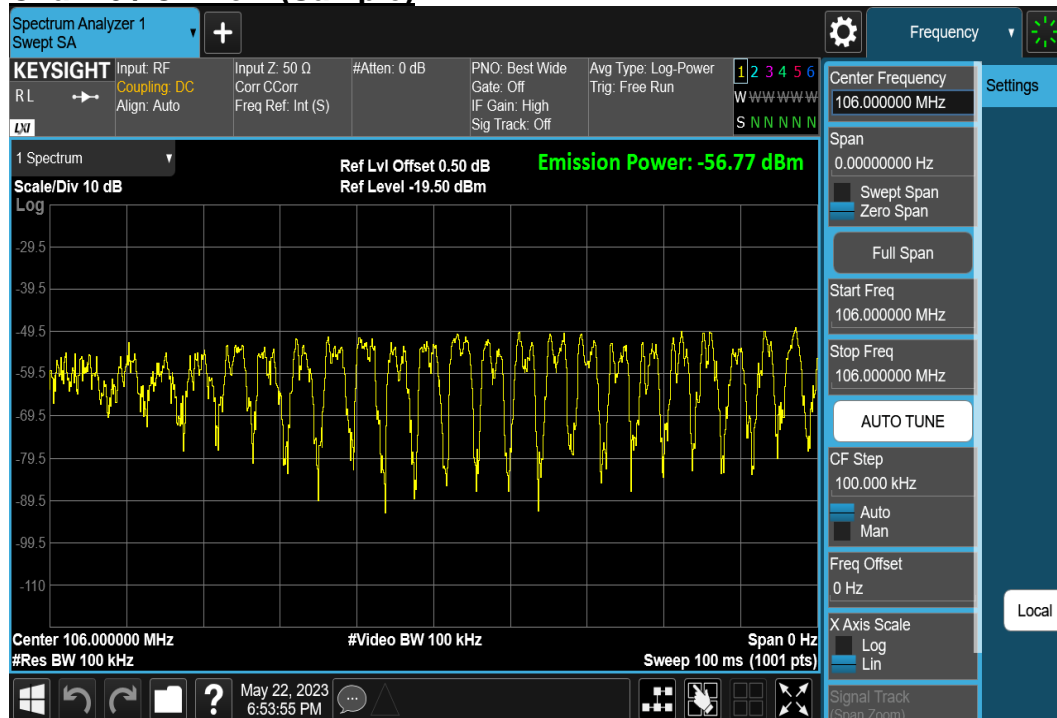 Spectrum Analyzer 1
Swept SA
Frequency
KEYSIGHT
R L
LXI
Input: RF
Coupling: DC
Align: Auto
Input Z: 50 Ω
Corr CCorr
Freq Ref: Int (S)
#Atten: 0 dB
PNO: Best Wide
Gate: Off
IF Gain: High
Sig Track: Off
Avg Type: Log-Power
Trig: Free Run
1 2 3 4 5 6
W W W W W W
S N N N N N
1 Spectrum
Scale/Div 10 dB
Log
Ref Lvl Offset 0.50 dB
Ref Level -19.50 dBm
Emission Power: -56.77 dBm
-29.5
-39.5
-49.5
-59.5
-69.5
-79.5
-89.5
-99.5
-110
Center 106.000000 MHz
#Video BW 100 kHz
Span 0 Hz
#Res BW 100 kHz
Sweep 100 ms (1001 pts)
?
May 22, 2023
6:53:55 PM
Center Frequency
106.000000 MHz
Settings
Span
0.00000000 Hz
Swept Span
Zero Span
Full Span
Start Freq
106.000000 MHz
Stop Freq
106.000000 MHz
AUTO TUNE
CF Step
100.000 kHz
Auto
Man
Freq Offset
0 Hz
Local
X Axis Scale
Log
Lin
Signal Track
(Span Zoom)